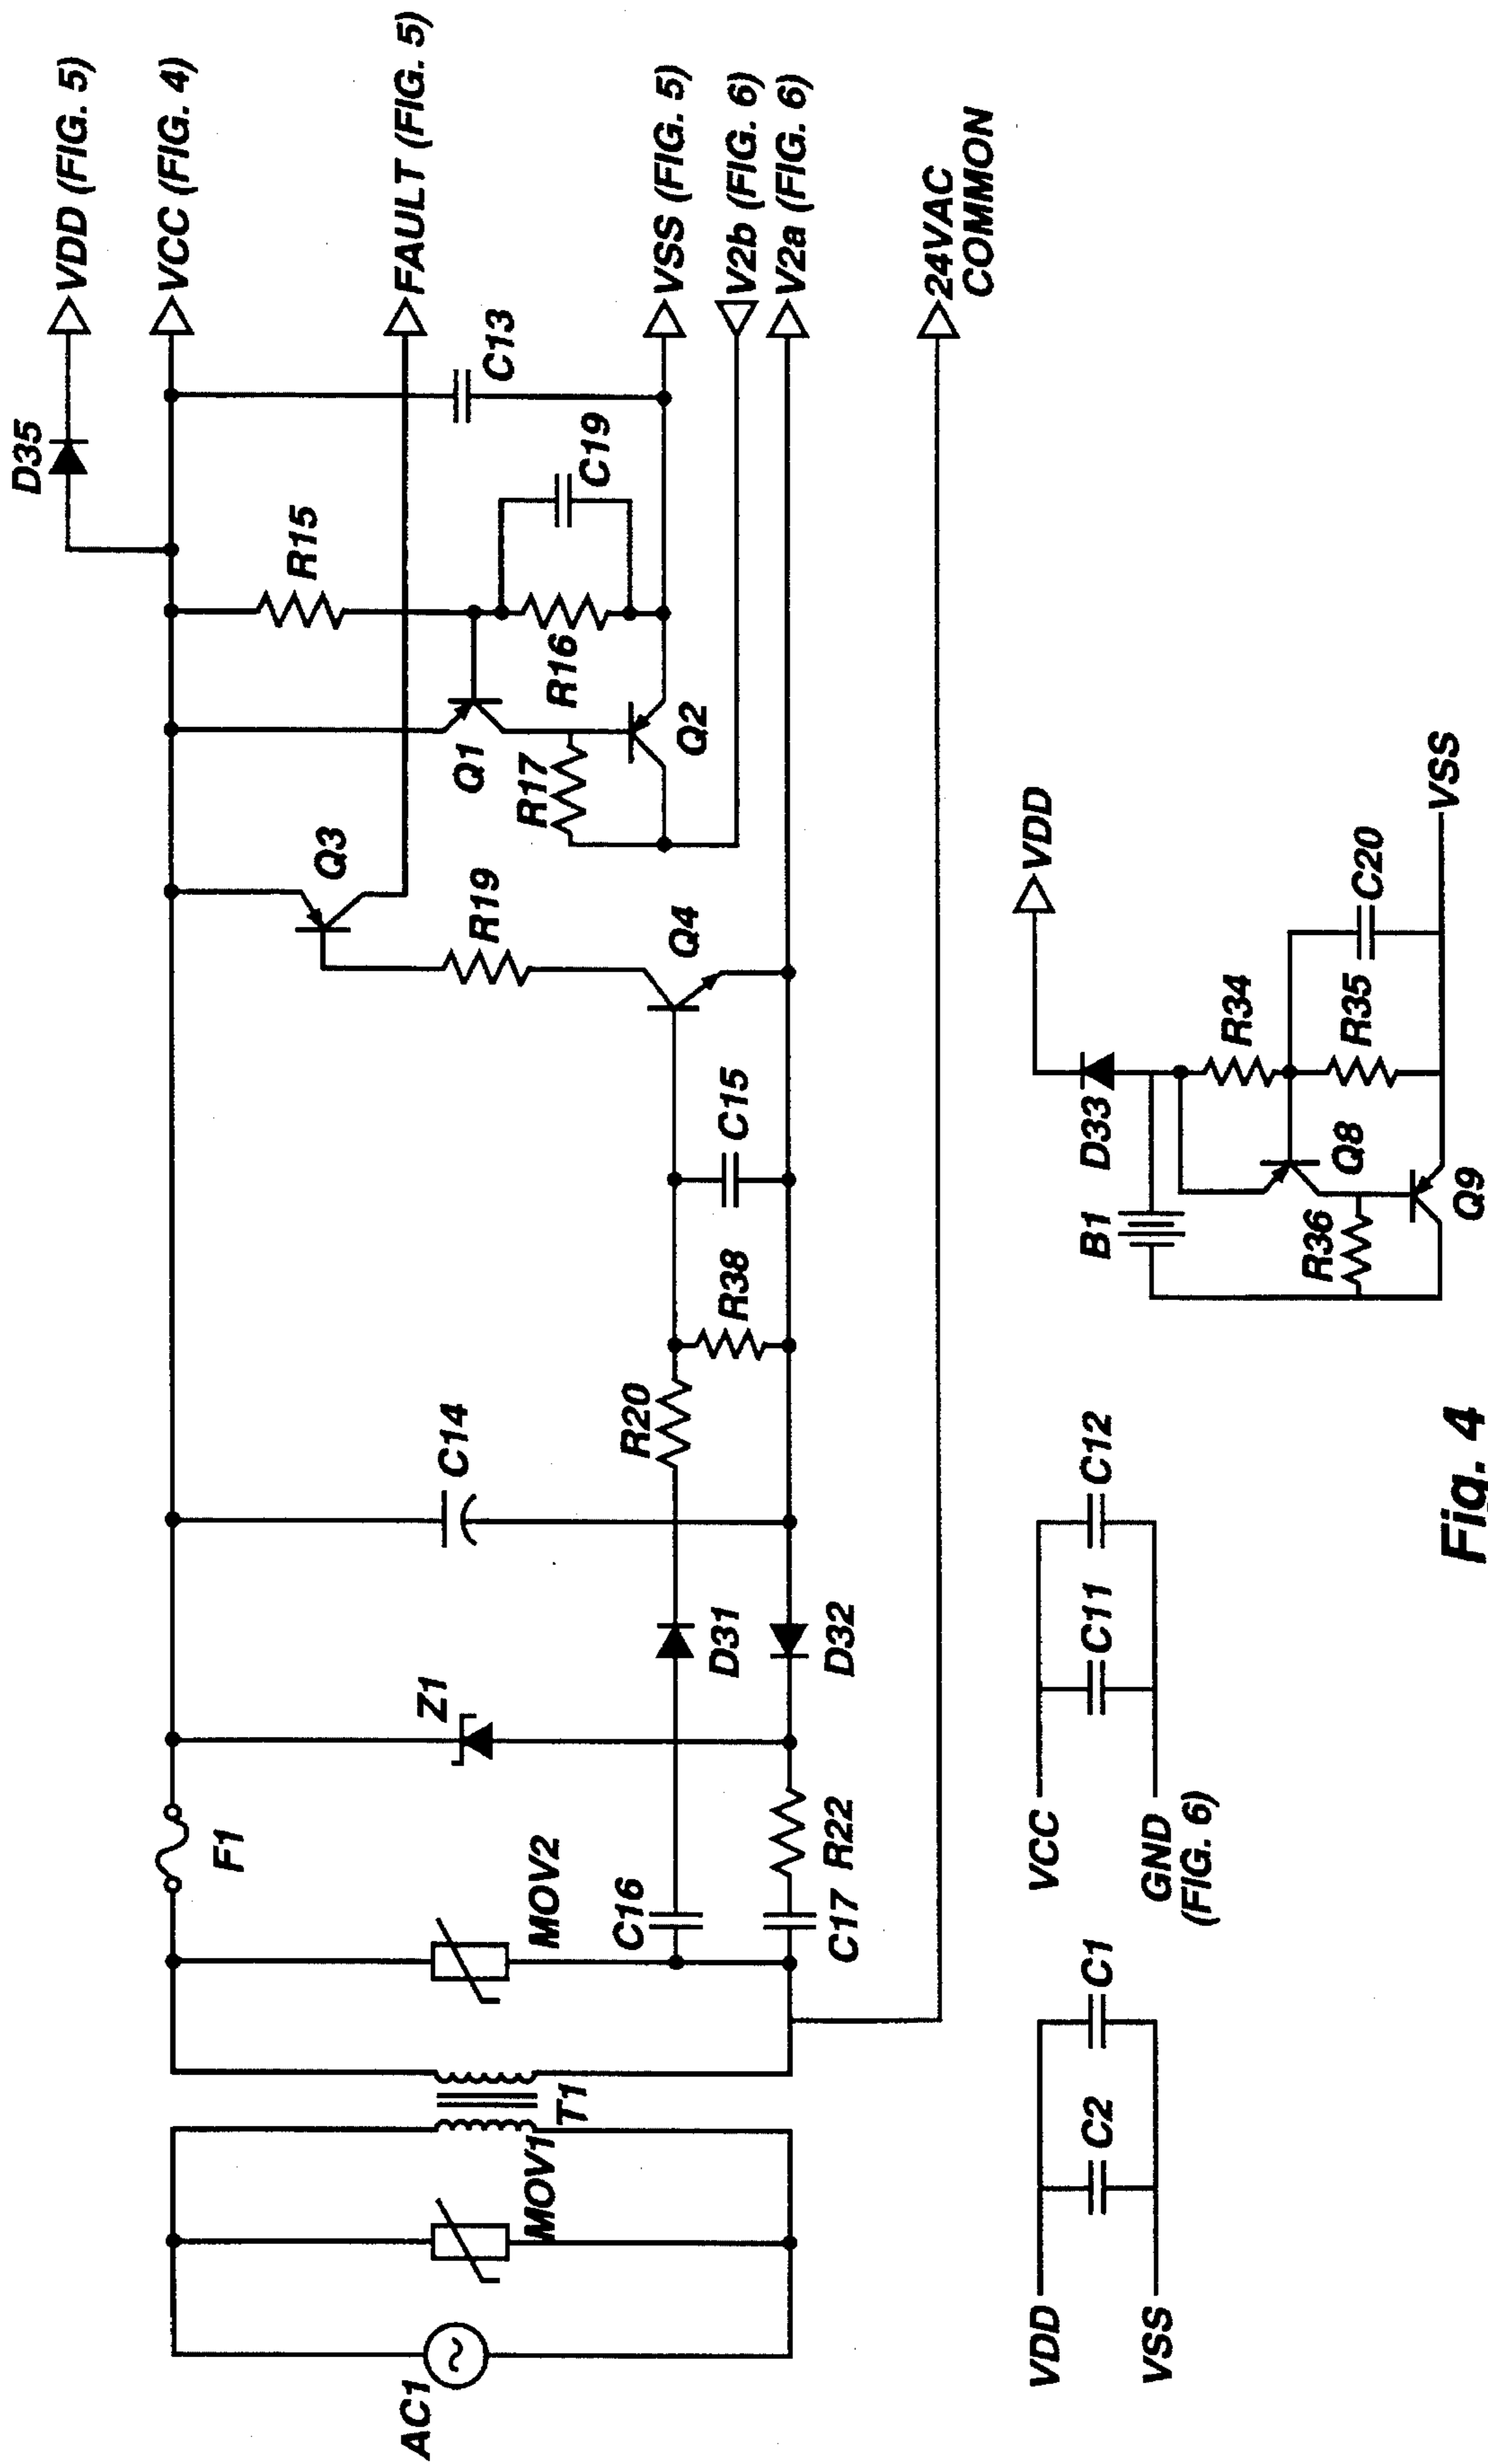 D35
VDD (FIG. 5)
VCC (FIG. 4)
R15
FAULT (FIG. 5)
Q3
Q1
C13
C19
R16
R17
Q2
R19
Q4
VSS (FIG. 5)
V2b (FIG. 6)
V2a (FIG. 6)
F1
Z1
C14
MOV2
AC1
MOV1
T1
C16
D31
R20
R38
C15
C17
R22
D32
24VAC
COMMON
VDD
C2
C1
VSS
VCC
C11
C12
GND
(FIG. 6)
VDD
D33
B1
R34
Q8
R35
C20
R36
Q9
VSS
Fig. 4